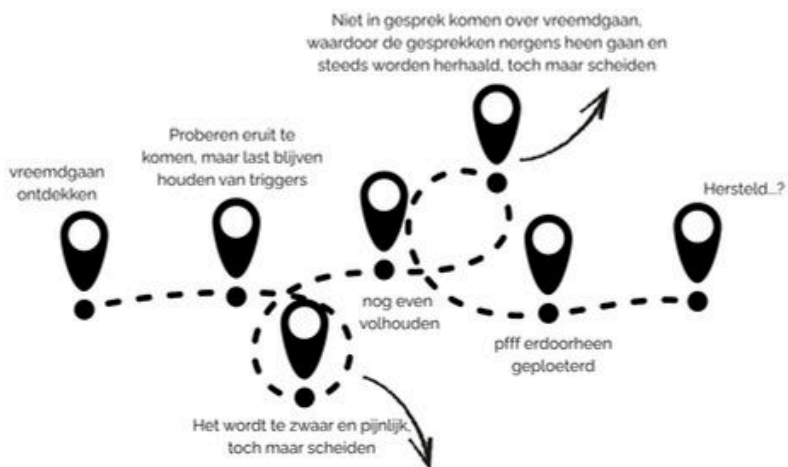 Niet in gesprek komen over vreemdgaan,
waardoor de gesprekken nergens heen gaan en
steeds worden herhaald, toch maar scheiden
Proberen eruit te
komen, maar last blijven
houden van triggers
vreemdgaan
ontdekken
Hersteld...?
nog even
volhouden
pfff erdoorheen
geploeterd
Het wordt te zwaar en pijnlijk,
toch maar scheiden